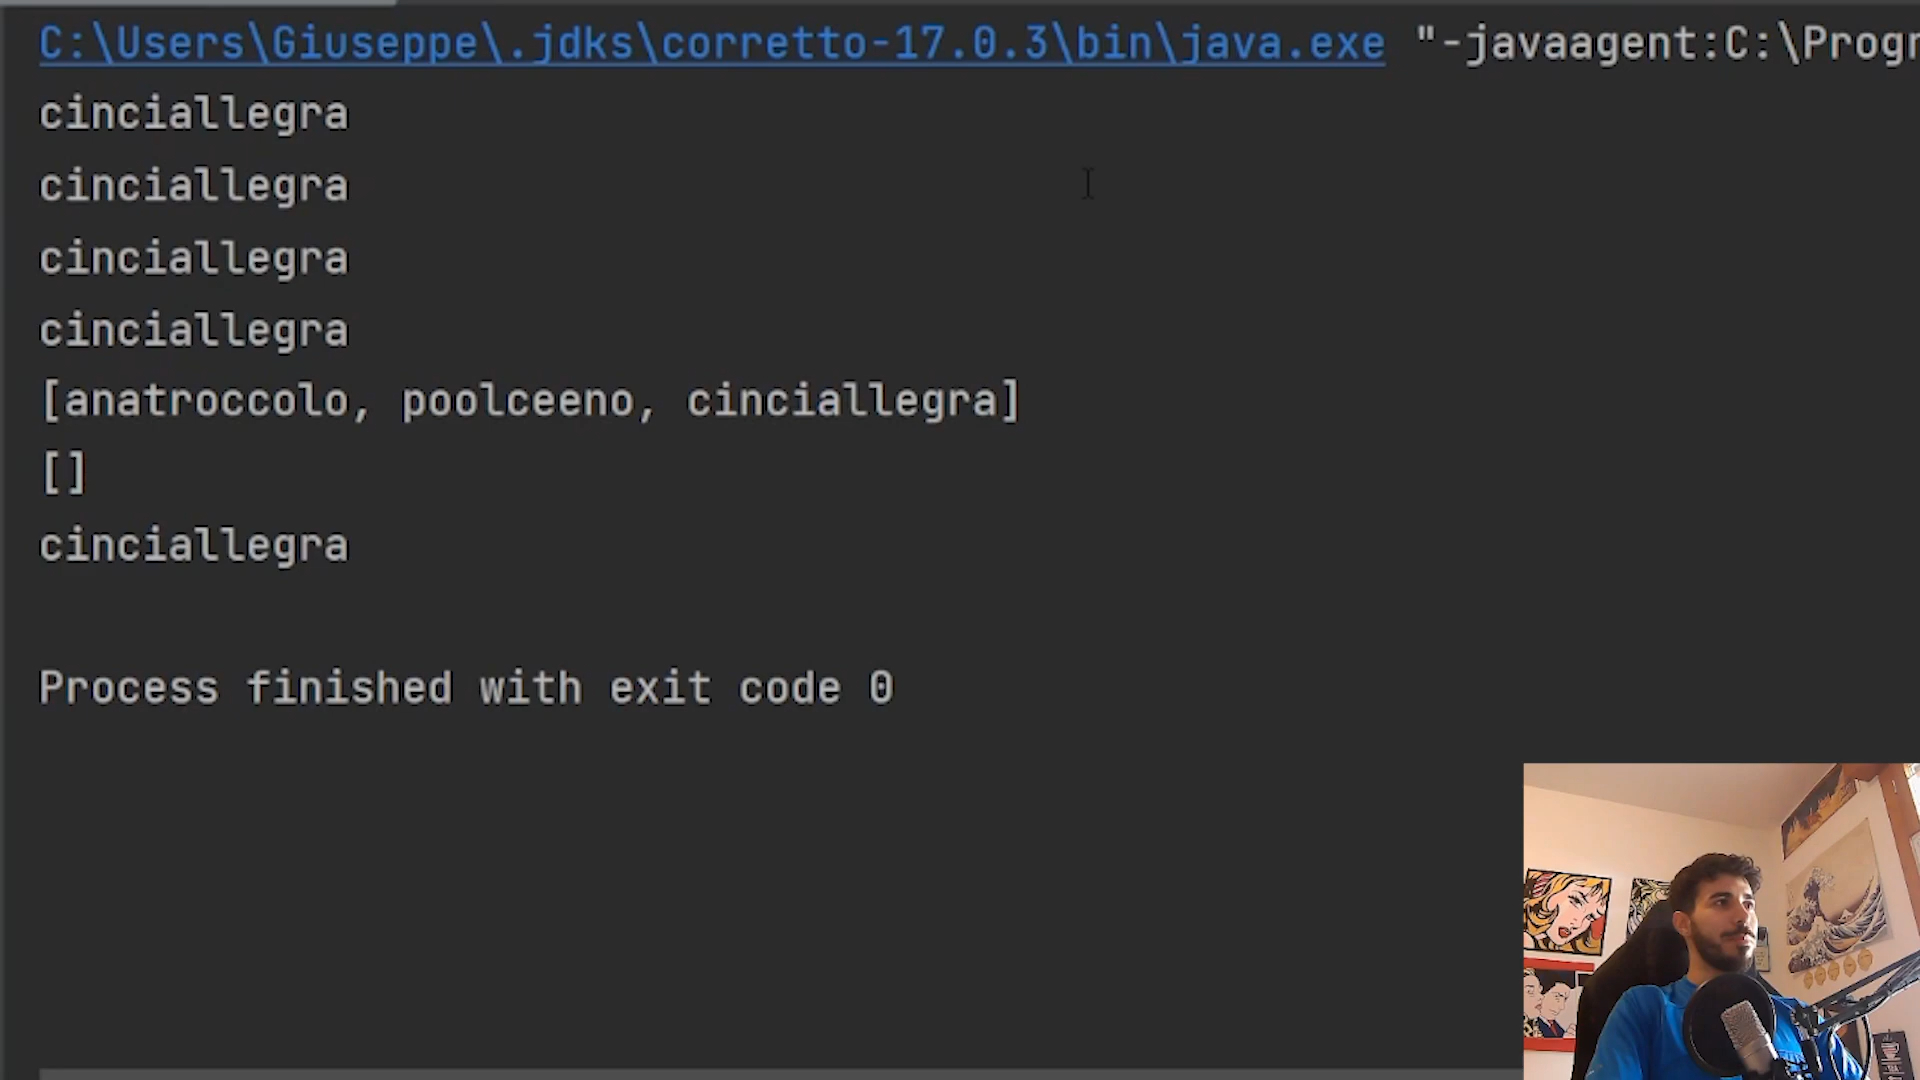 C:\Users\Giuseppe\.jdks\corretto-17.0.3\bin\java.exe "-javaagent:C:\Progr
cinciallegra
cinciallegra
cinciallegra
cinciallegra
[anatroccolo, poolceeno, cinciallegra]
[]
cinciallegra
Process finished with exit code 0